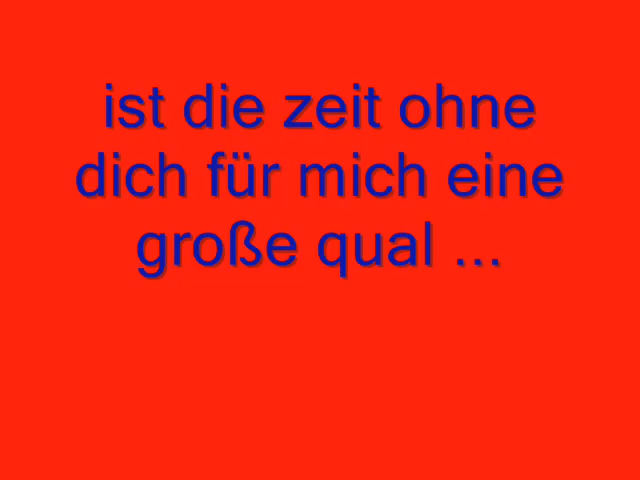 ist die zeit ohne
dich für mich eine
große qual ...